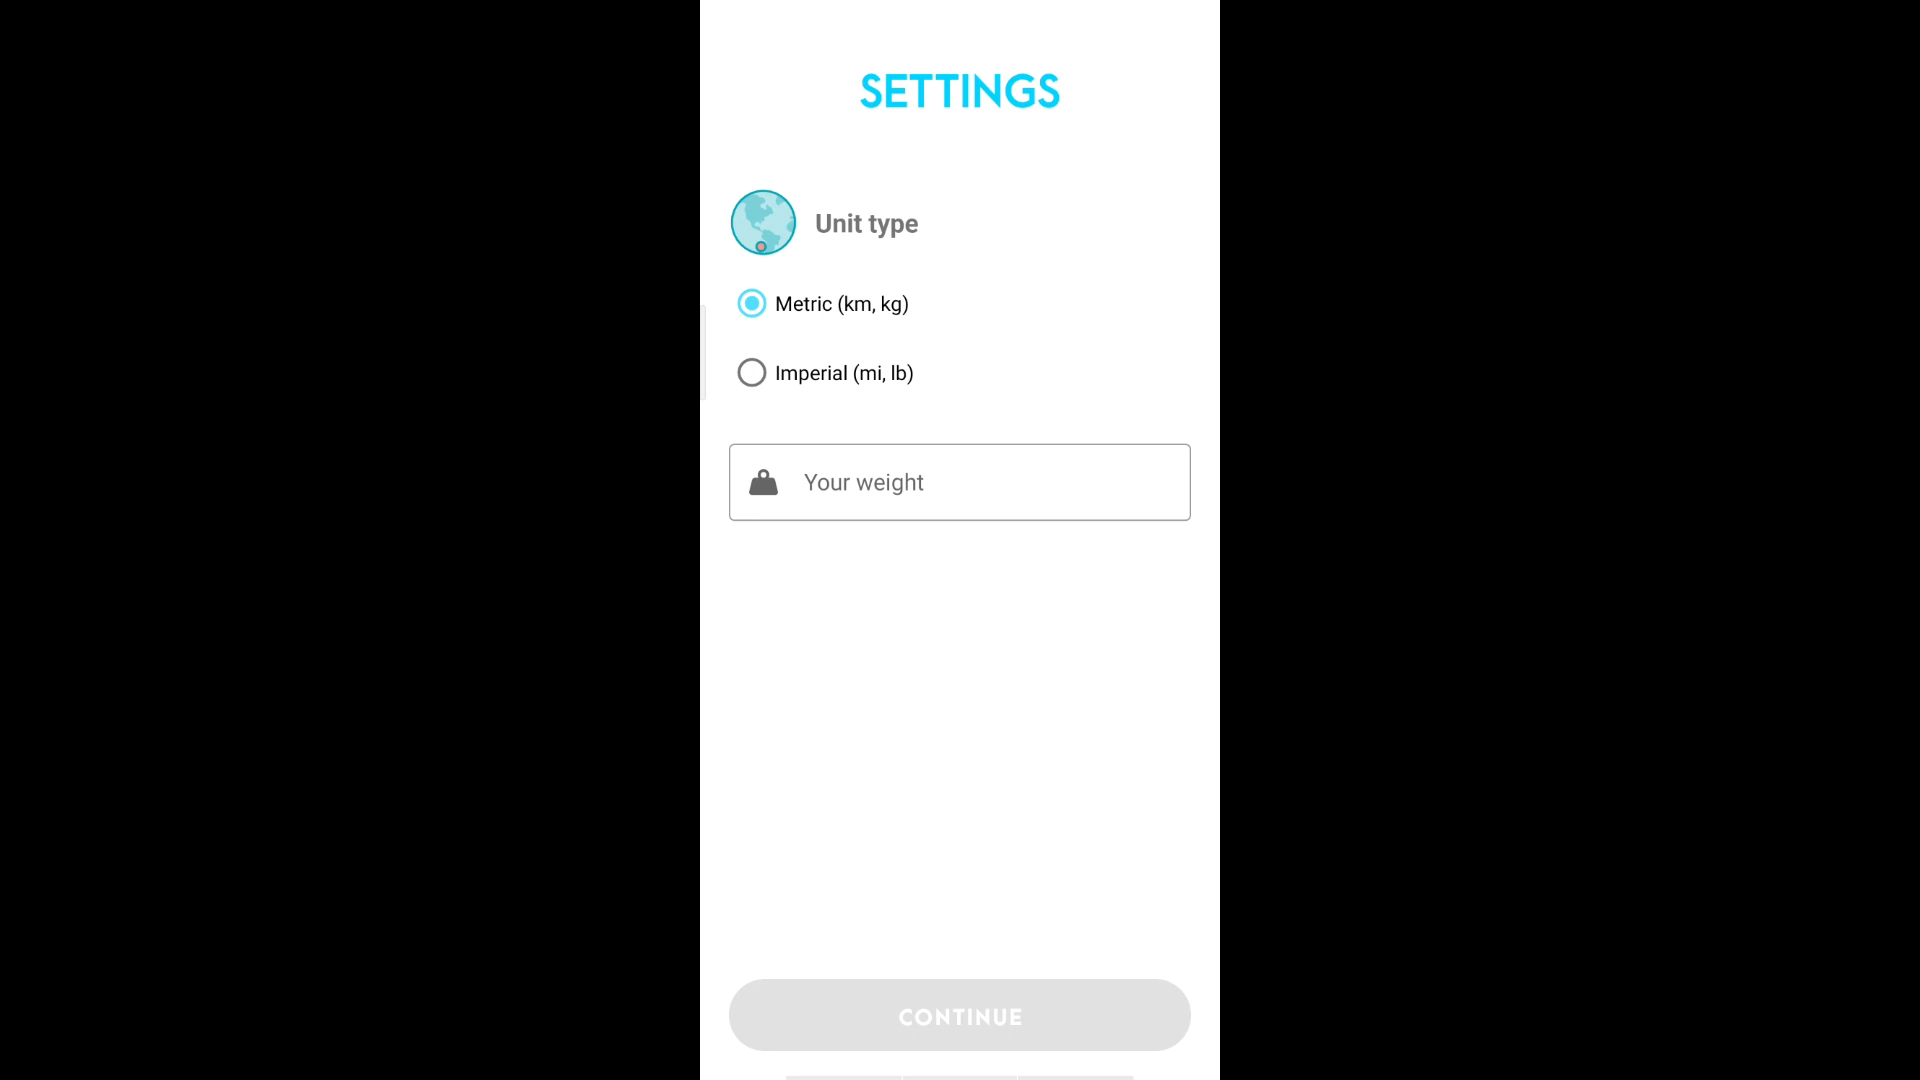 SETTINGS
Unit type
Metric (km, kg)
Imperial (mi, lb)
Your weight
CONTINUE